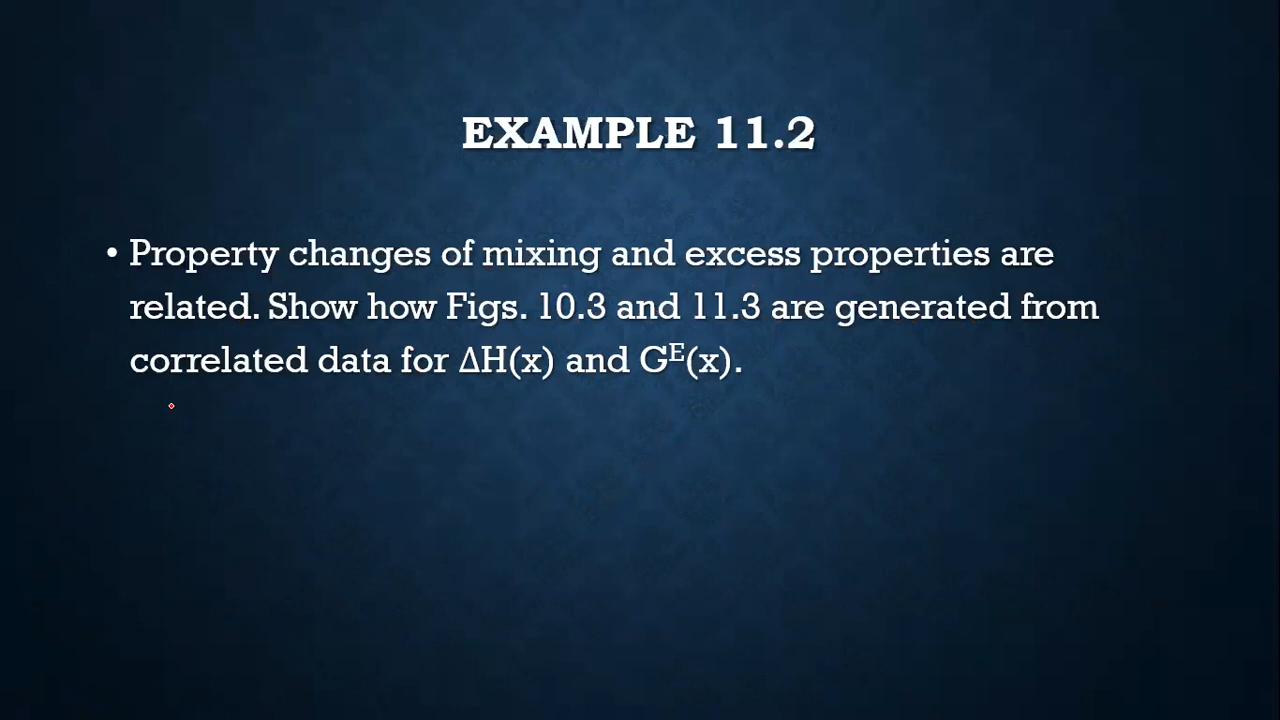 EXAMPLE 11.2
• Property changes of mixing and excess properties are
related. Show how Figs. 10.3 and 11.3 are generated from
correlated data for ΔH(x) and Gᴱ(x).